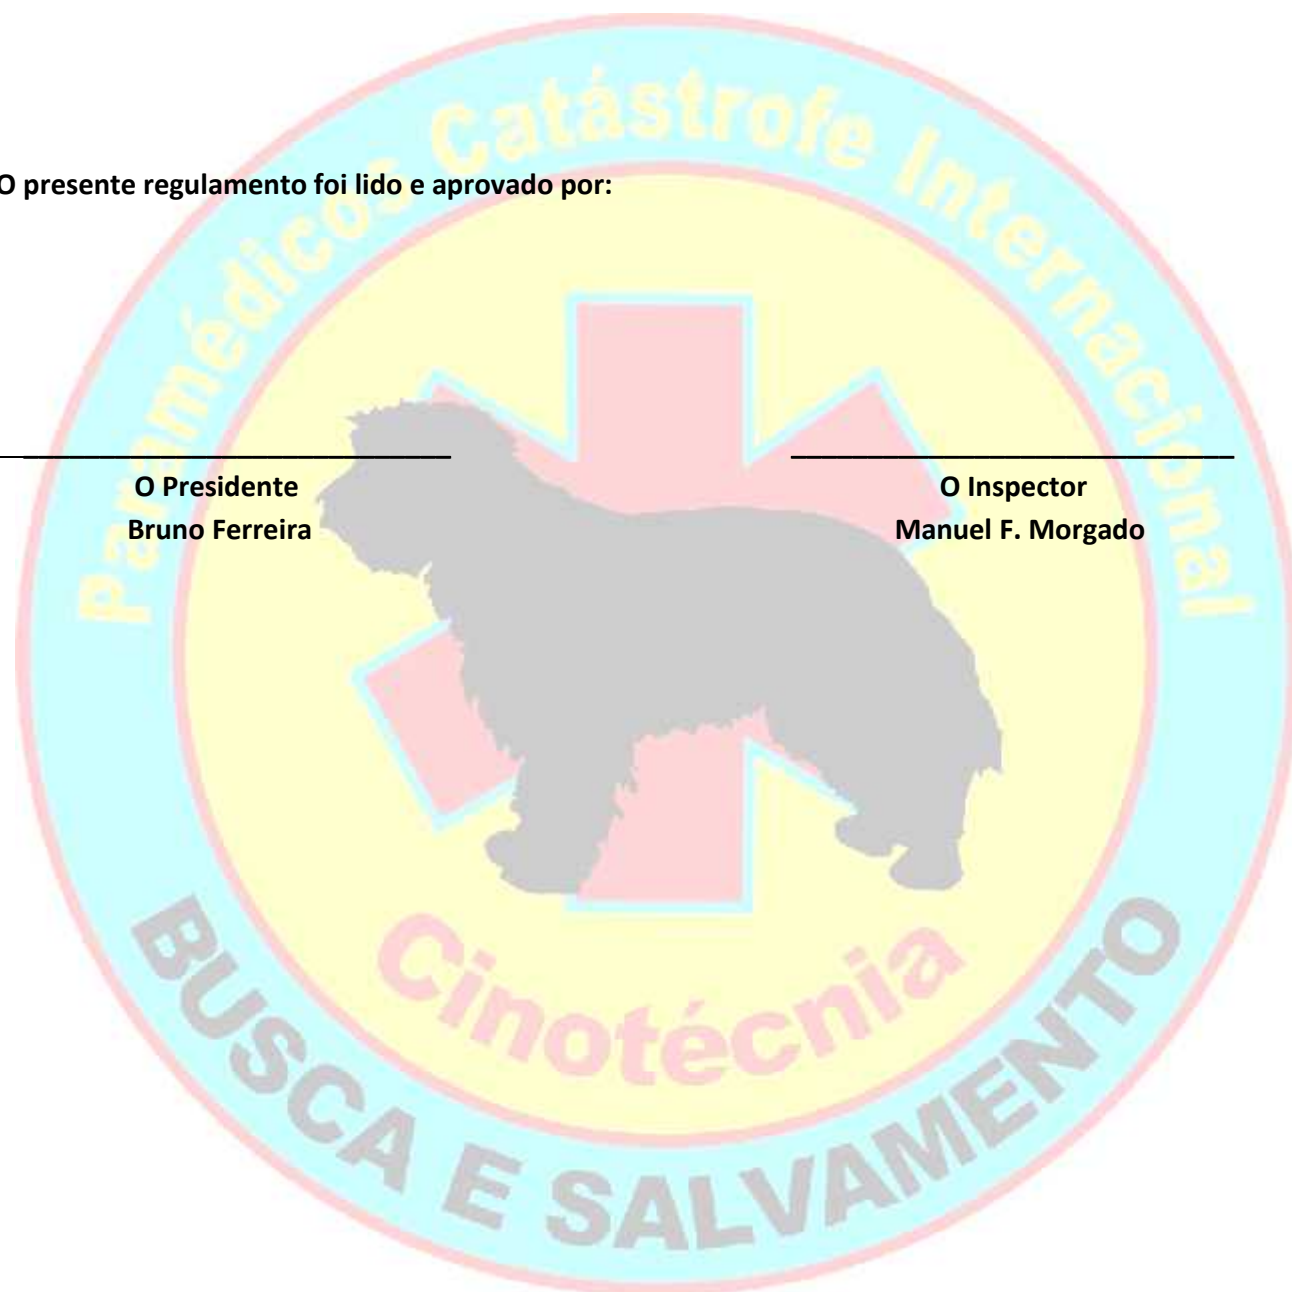 Paramédicos Catástrofe Internacional
O presente regulamento foi lido e aprovado por:
O Presidente
Bruno Ferreira
O Inspector
Manuel F. Morgado
Cinotécnia
BUSCA E SALVAMENTO